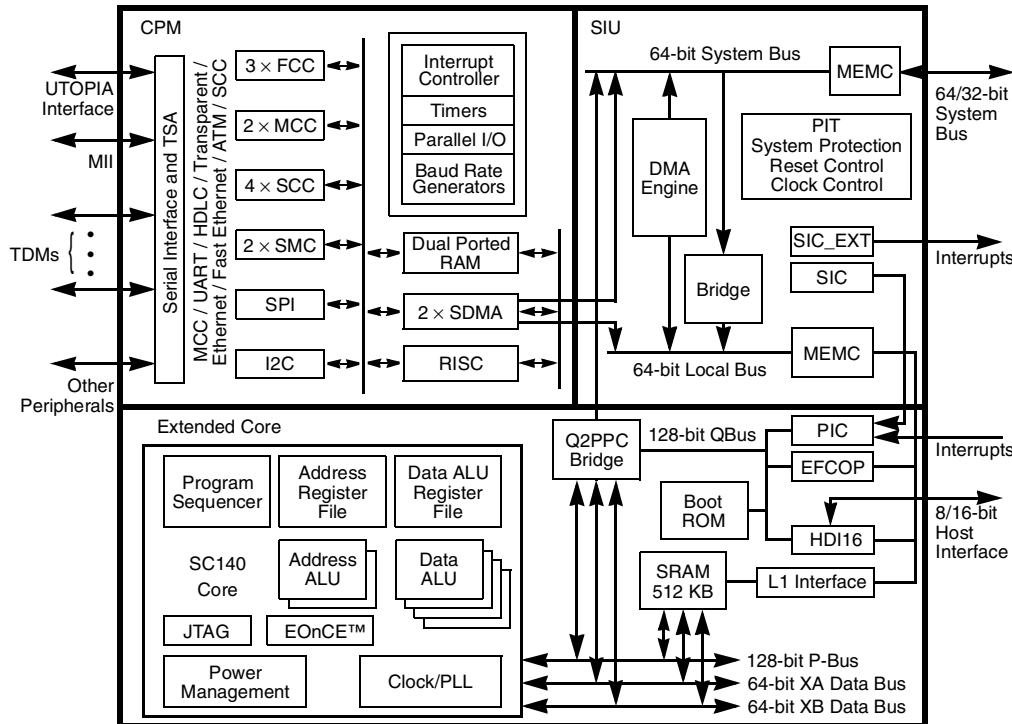 CPM
UTOPIA
Interface
MII
TDMs
Other
Peripherals
Serial Interface and TSA
MCC / UART / HDLC / Transparent /
Ethernet / Fast Ethernet / ATM / SCC
3 × FCC
2 × MCC
4 × SCC
2 × SMC
SPI
I2C
Interrupt
Controller
Timers
Parallel I/O
Baud Rate
Generators
Dual Ported
RAM
2 × SDMA
RISC
SIU
64-bit System Bus
MEMC
64/32-bit
System
Bus
DMA
Engine
PIT
System Protection
Reset Control
Clock Control
SIC_EXT
Interrupts
SIC
Bridge
MEMC
64-bit Local Bus
Extended Core
Program
Sequencer
Address
Register
File
Data ALU
Register
File
SC140
Core
Address
ALU
Data
ALU
JTAG
EOnCE™
Power
Management
Clock/PLL
Q2PPC
Bridge
128-bit QBus
PIC
Interrupts
EFCOP
Boot
ROM
HDI16
8/16-bit
Host
Interface
SRAM
512 KB
L1 Interface
128-bit P-Bus
64-bit XA Data Bus
64-bit XB Data Bus